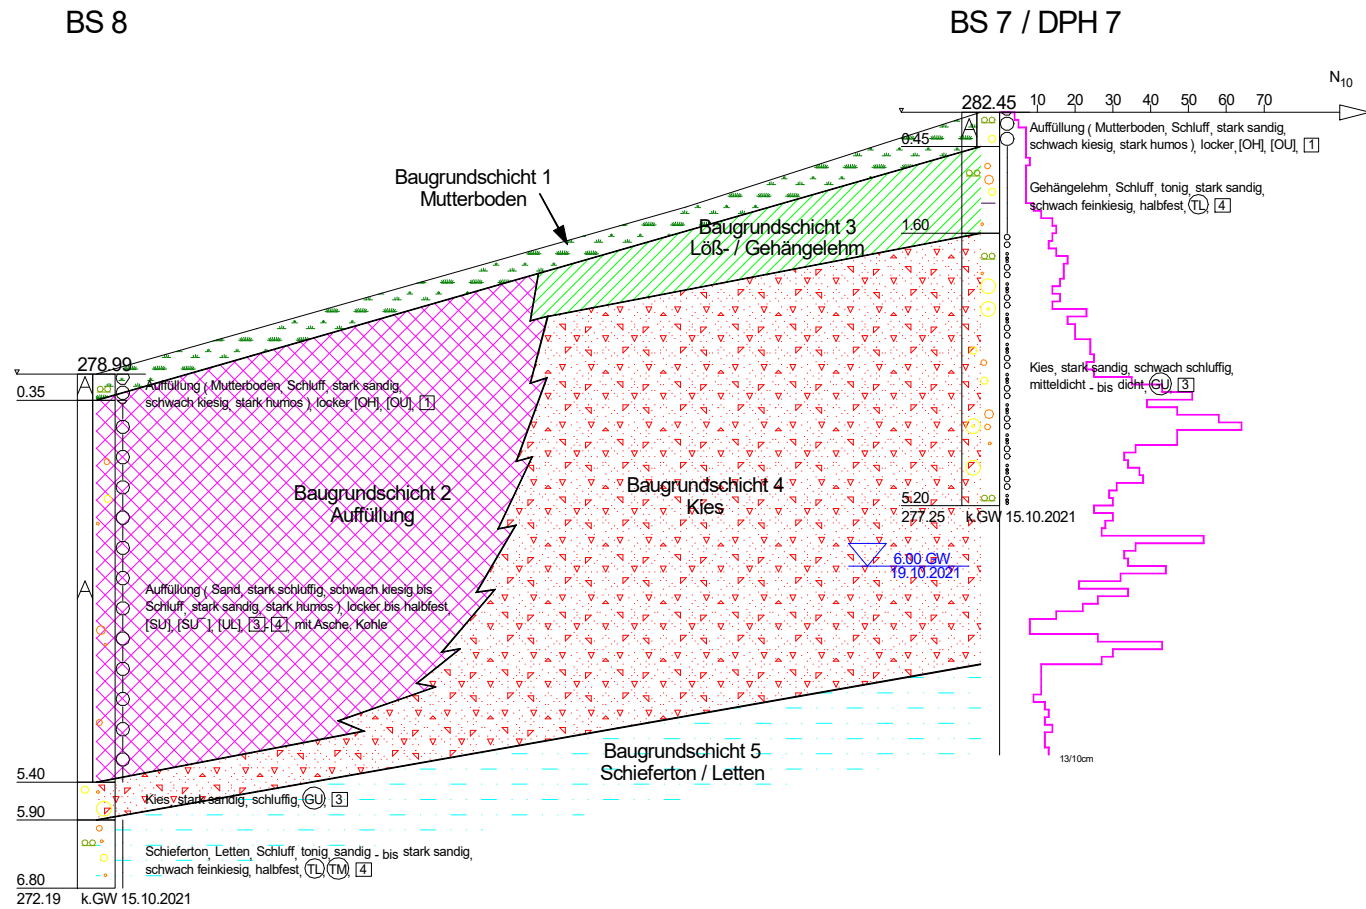 BS 8
BS 7 / DPH 7
N10
282.45
10 20 30 40 50 60 70
A
0.45
Auffüllung ( Mutterboden, Schluff, stark sandig,
schwach kiesig, stark humos ), locker, [OH], [OU], 1
Baugrundschicht 1
Mutterboden
Gehängelehm, Schluff, tonig, stark sandig,
schwach feinkiesig, halbfest, TL, 4
1.60
Baugrundschicht 3
Löß- / Gehängelehm
278.99
A
0.35
Auffüllung ( Mutterboden, Schluff, stark sandig,
schwach kiesig, stark humos ), locker, [OH], [OU], 1
Kies, stark sandig, schwach schluffig,
mitteldicht - bis dicht, GU, 3
Baugrundschicht 2
Auffüllung
Baugrundschicht 4
Kies
5.20
277.25 k.GW 15.10.2021
6.00 GW
19.10.2021
A
Auffüllung ( Sand, stark schluffig, schwach kiesig bis
Schluff, stark sandig, stark humos ), locker bis halbfest,
[SU], [SU¯], [UL], 3 - 4, mit Asche, Kohle
Baugrundschicht 5
Schieferton / Letten
13/10cm
5.40
Kies, stark sandig, schluffig, GU, 3
5.90
Schieferton, Letten, Schluff, tonig, sandig - bis stark sandig,
schwach feinkiesig, halbfest, TL, TM, 4
6.80
272.19 k.GW 15.10.2021